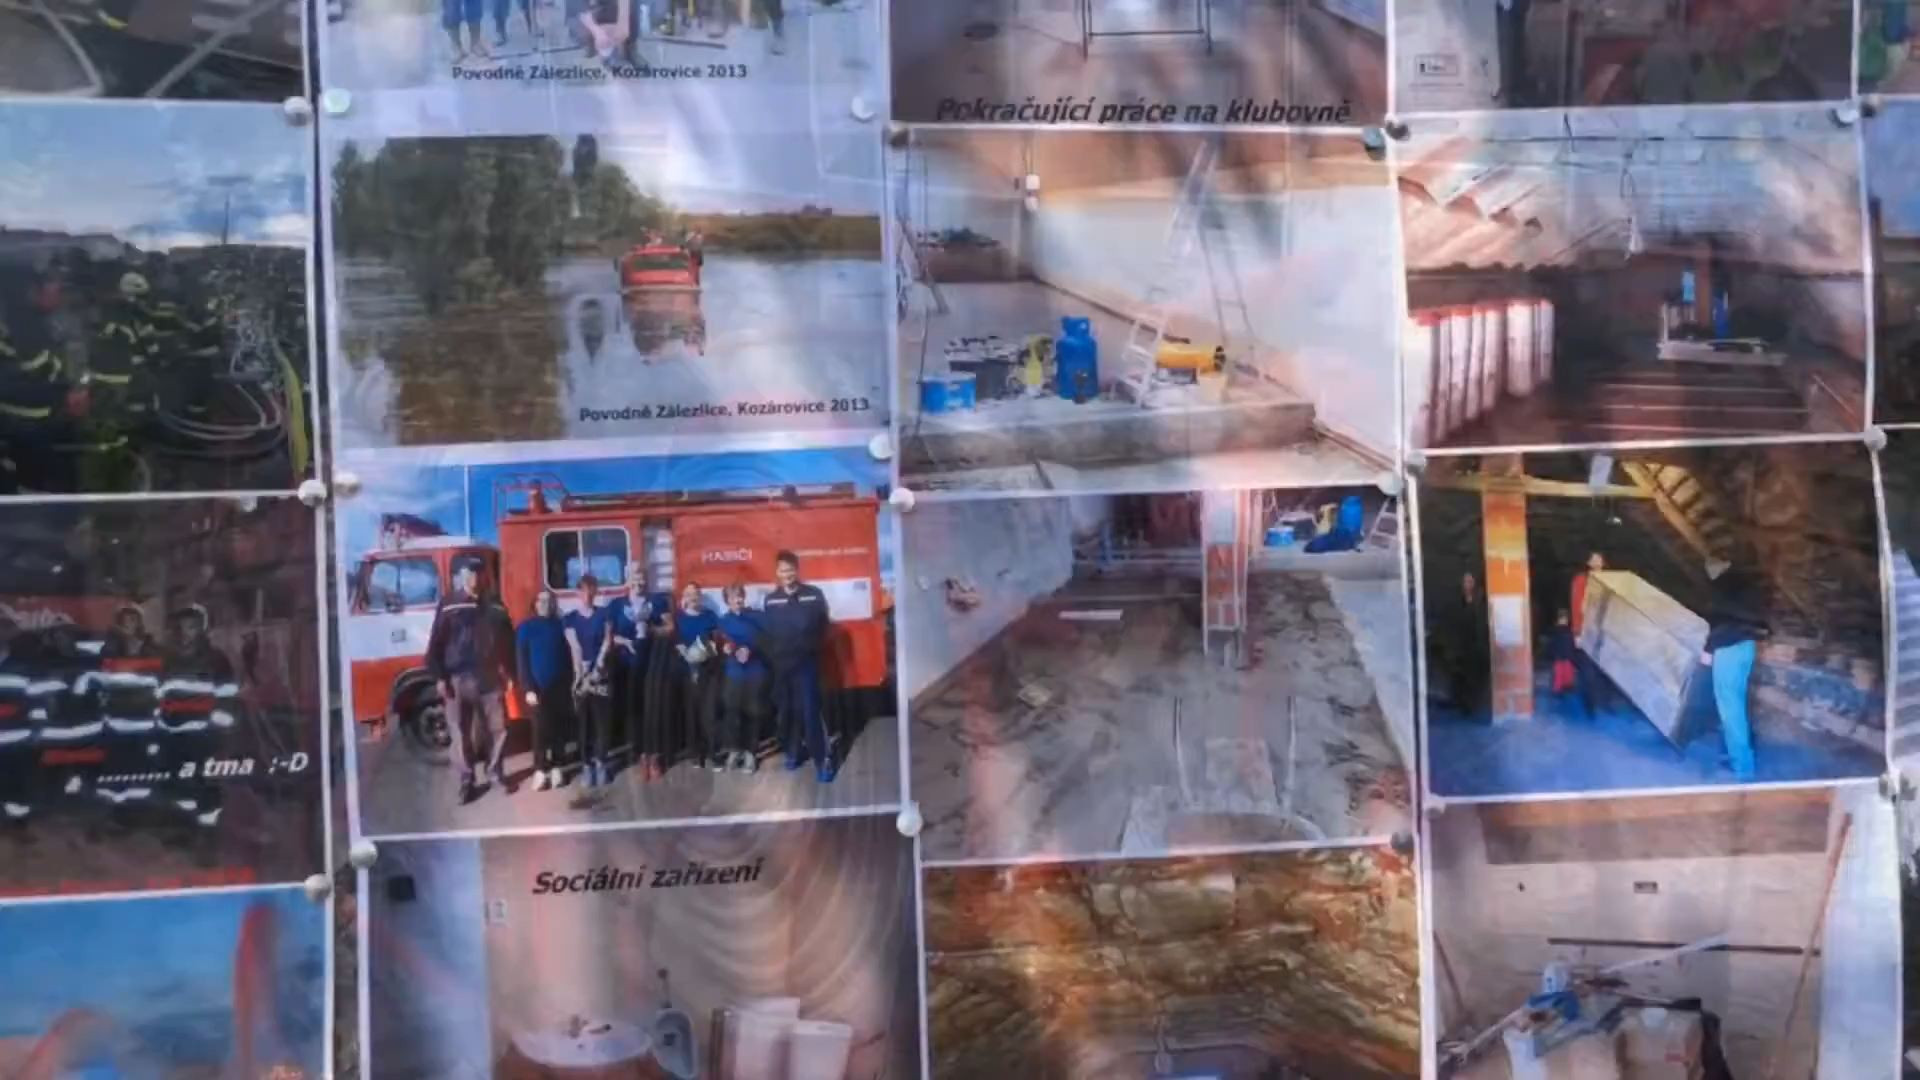 Povodně Zálezlice, Kozárovice 2013
Pokračující práce na klubovně
Povodně Zálezlice, Kozárovice 2013
HASIČI
A ......... a tma :-D
Sociální zařízení